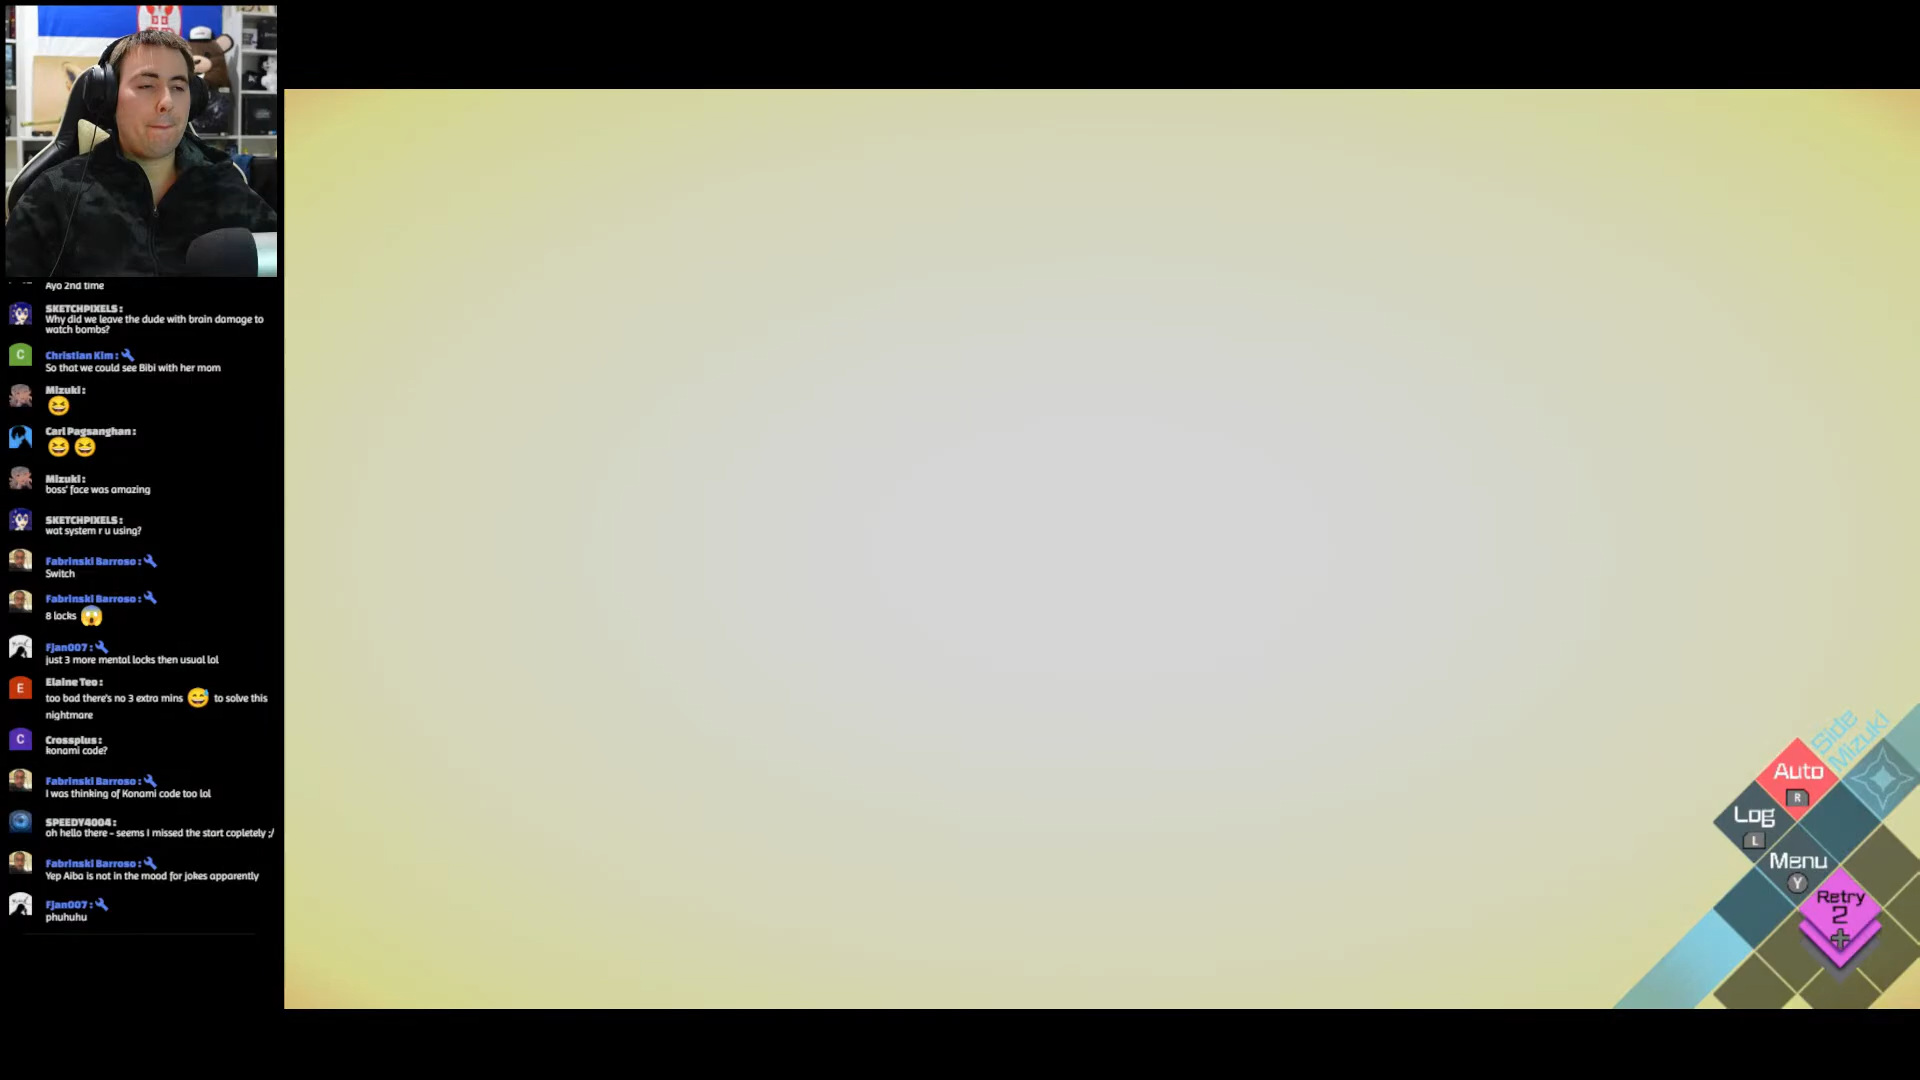 Ayo 2nd time
SKETCHPIXELS :
Why did we leave the dude with brain damage to
watch bombs?
C
Christian Kim :
So that we could see Bibi with her mom
Mizuki :
Carl Pagsanghan :
Mizuki :
boss' face was amazing
SKETCHPIXELS :
wat system r u using?
Fabrinski Barroso :
Switch
Fabrinski Barroso :
8 locks
Fjan007 :
just 3 more mental locks then usual lol
E
Elaine Teo :
too bad there's no 3 extra mins to solve this
nightmare
C
Crossplus :
konami code?
Fabrinski Barroso :
I was thinking of Konami code too lol
SPEEDY4004 :
oh hello there - seems I missed the start copletely ;/
Fabrinski Barroso :
Yep Aiba is not in the mood for jokes apparently
Fjan007 :
phuhuhu
Side
Mizuki
Auto
R
Log
L
Menu
Y
Retry
2
+